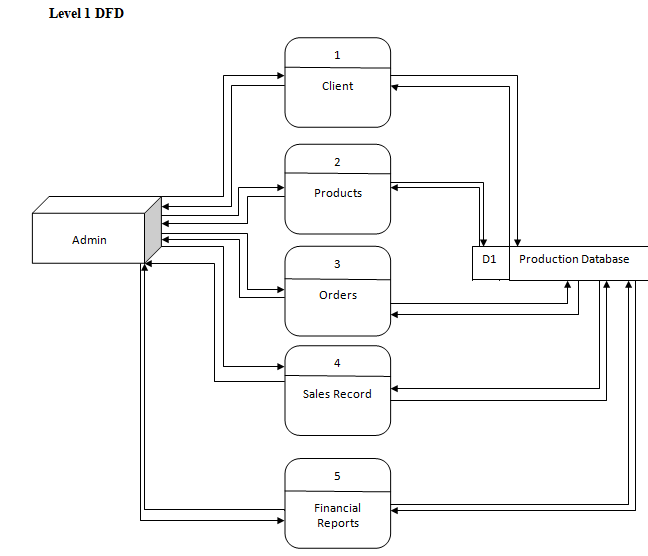 Level 1 DFD
1
Client
2
Products
Admin
3
Orders
D1 Production Database
4
Sales Record
5
Financial
Reports